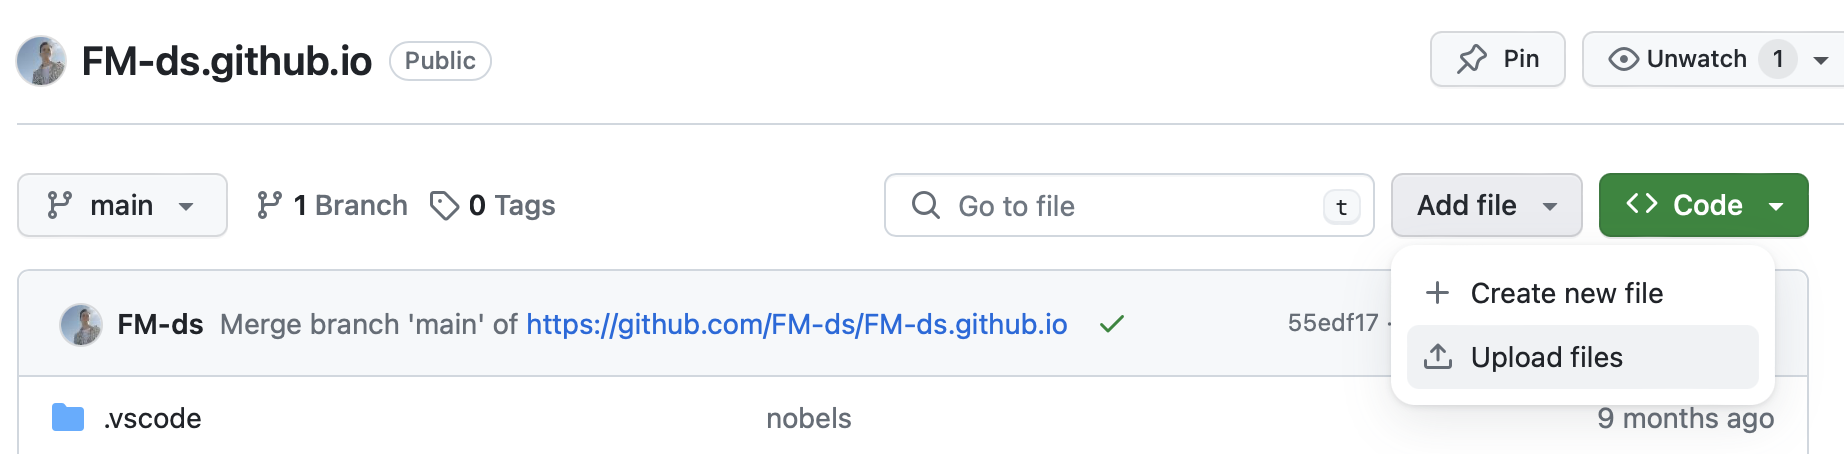 FM-ds.github.io Public Pin Unwatch 1
main 1 Branch 0 Tags Go to file t Add file Code
Create new file
FM-ds Merge branch 'main' of https://github.com/FM-ds/FM-ds.github.io 55edf17 ·
Upload files
.vscode nobels 9 months ago